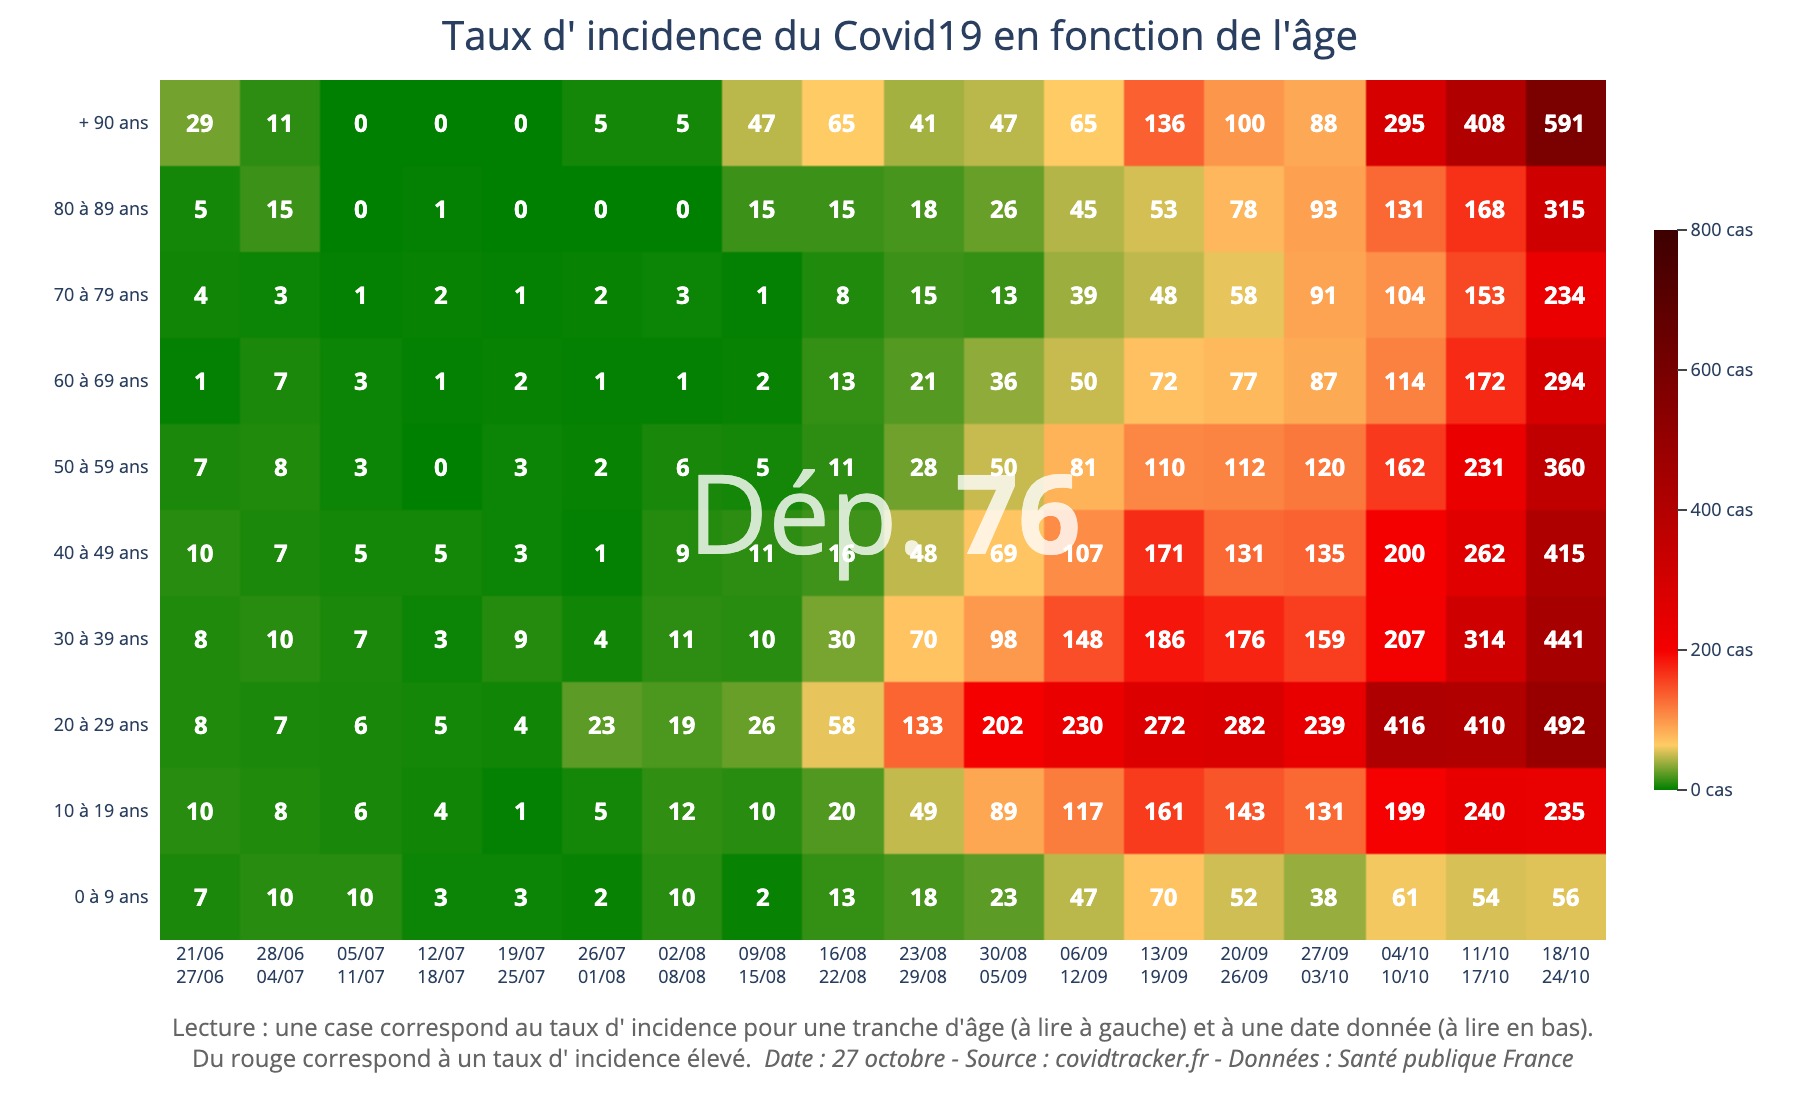 Taux d' incidence du Covid19 en fonction de l'âge
+ 90 ans 29 11 0 0 0 5 5 47 65 41 47 65 136 100 88 295 408 591
80 à 89 ans 5 15 0 1 0 0 0 15 15 18 26 45 53 78 93 131 168 315
70 à 79 ans 4 3 1 2 1 2 3 1 8 15 13 39 48 58 91 104 153 234
60 à 69 ans 1 7 3 1 2 1 1 2 13 21 36 50 72 77 87 114 172 294
50 à 59 ans 7 8 3 0 3 2 6 5 11 28 50 81 110 112 120 162 231 360
Dép. 76
40 à 49 ans 10 7 5 5 3 1 9 11 16 48 69 107 171 131 135 200 262 415
30 à 39 ans 8 10 7 3 9 4 11 10 30 70 98 148 186 176 159 207 314 441
20 à 29 ans 8 7 6 5 4 23 19 26 58 133 202 230 272 282 239 416 410 492
10 à 19 ans 10 8 6 4 1 5 12 10 20 49 89 117 161 143 131 199 240 235
0 à 9 ans 7 10 10 3 3 2 10 2 13 18 23 47 70 52 38 61 54 56
21/06 28/06 05/07 12/07 19/07 26/07 02/08 09/08 16/08 23/08 30/08 06/09 13/09 20/09 27/09 04/10 11/10 18/10
27/06 04/07 11/07 18/07 25/07 01/08 08/08 15/08 22/08 29/08 05/09 12/09 19/09 26/09 03/10 10/10 17/10 24/10
800 cas
600 cas
400 cas
200 cas
0 cas
Lecture : une case correspond au taux d' incidence pour une tranche d'âge (à lire à gauche) et à une date donnée (à lire en bas).
Du rouge correspond à un taux d' incidence élevé. Date : 27 octobre - Source : covidtracker.fr - Données : Santé publique France